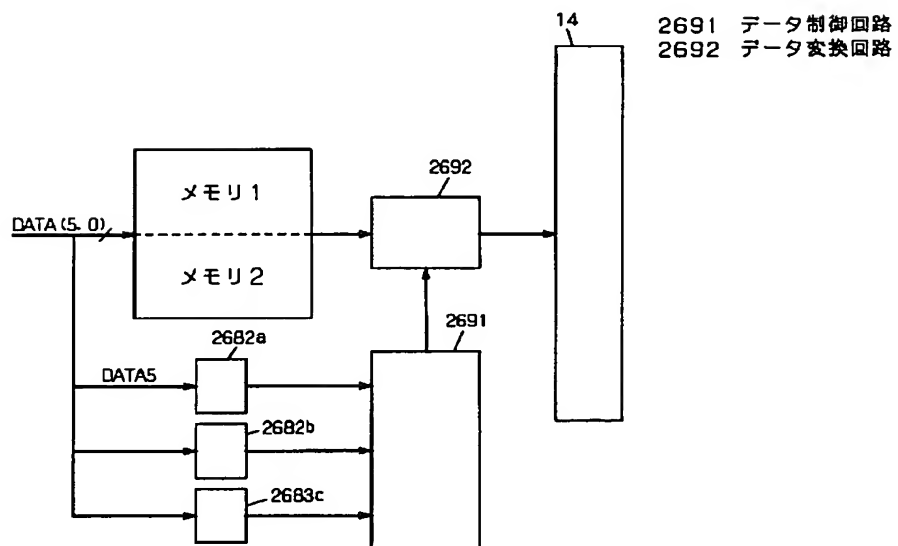 14
2691 データ制御回路
2692 データ変換回路
2692
メモリ1
DATA(5-0)
メモリ2
2691
2682a
DATA5
2682b
2683c